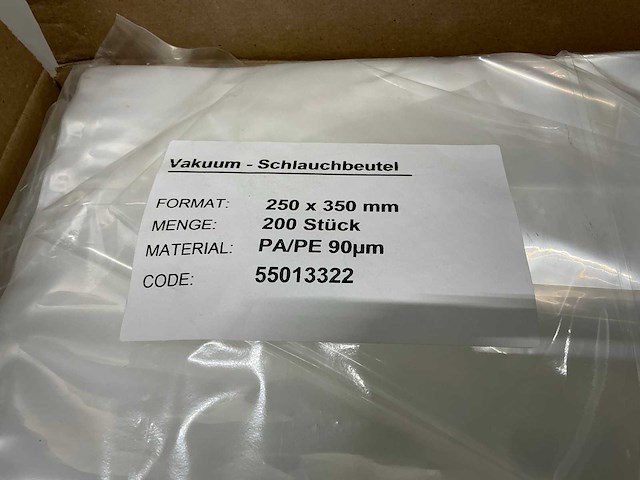 Vakuum - Schlauchbeutel
FORMAT: 250 x 350 mm
MENGE: 200 Stück
MATERIAL: PA/PE 90µm
CODE: 55013322